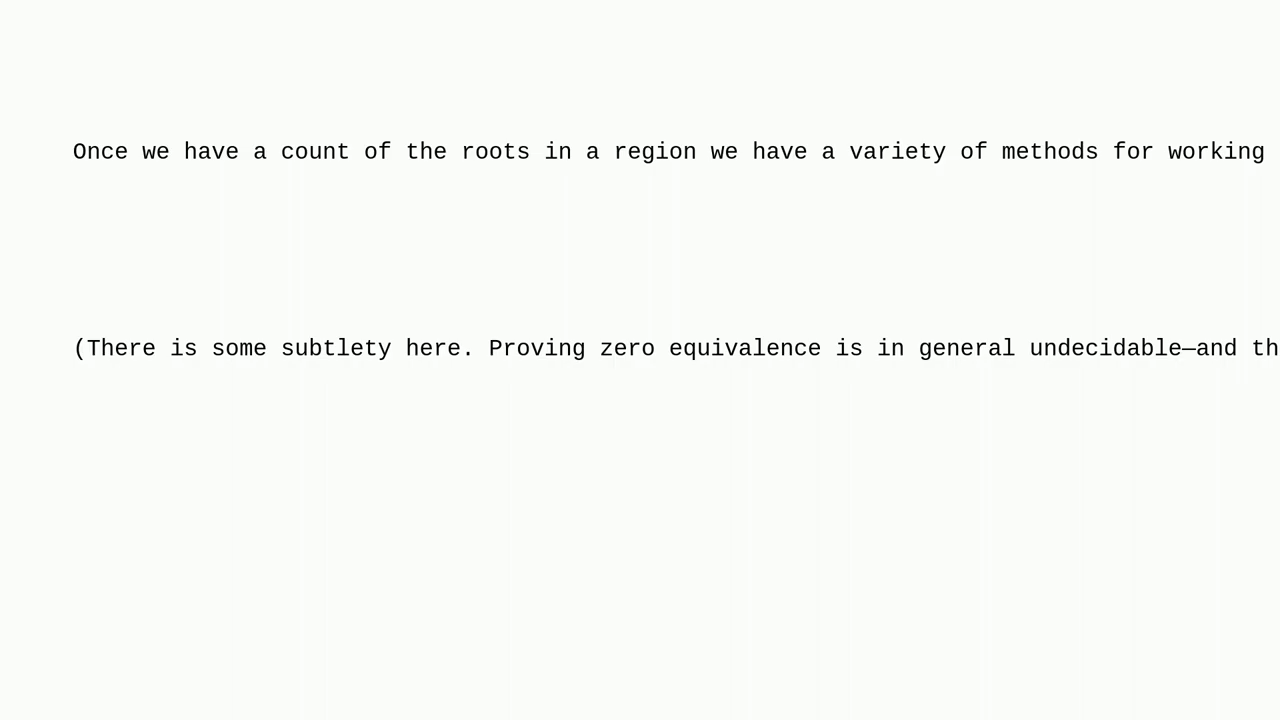 Once we have a count of the roots in a region we have a variety of methods for working
(There is some subtlety here. Proving zero equivalence is in general undecidable—and th